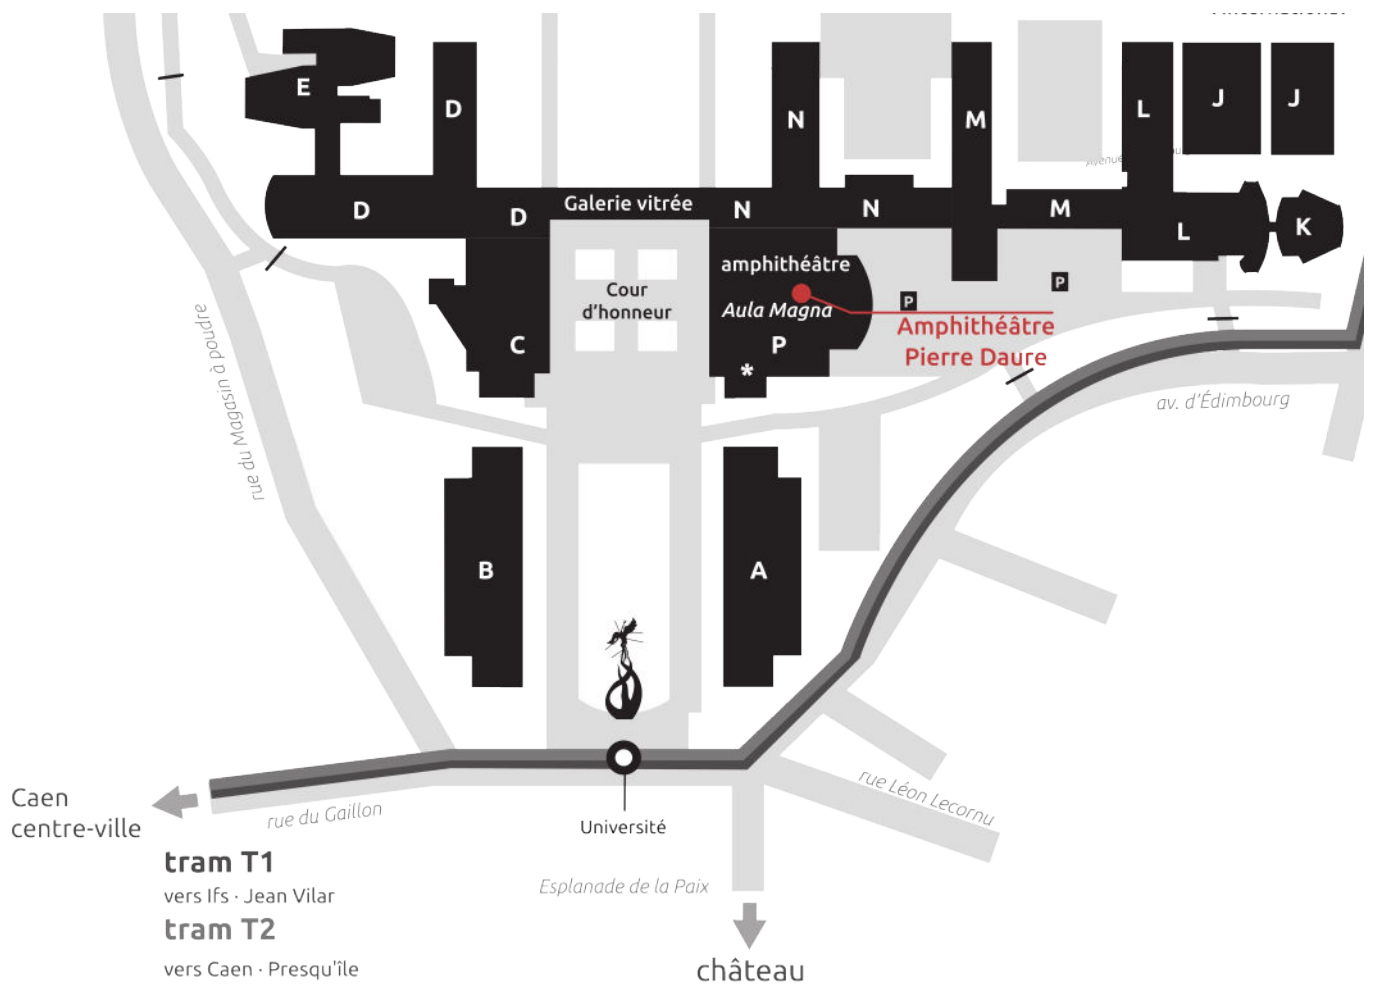 E
D
N
M
L
J
J
Avenue
D
D
Galerie vitrée
N
N
M
L
K
amphithéâtre
Aula Magna
P
*
Cour
d'honneur
C
P
P
Amphithéâtre
Pierre Daure
rue du Magasin à poudre
av. d'Édimbourg
B
A
Caen
centre-ville
rue du Gaillon
Université
rue Léon Lecornu
tram T1
vers Ifs · Jean Vilar
tram T2
vers Caen · Presqu'île
Esplanade de la Paix
château